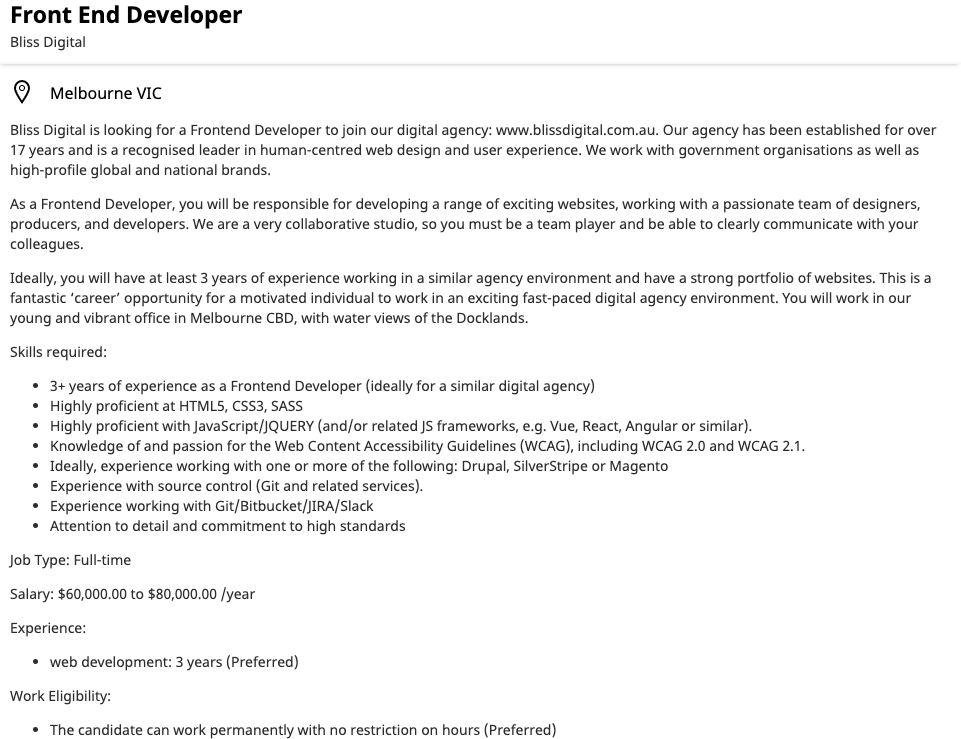 Front End Developer
Bliss Digital
Melbourne VIC
Bliss Digital is looking for a Frontend Developer to join our digital agency: www.blissdigital.com.au. Our agency has been established for over
17 years and is a recognised leader in human-centred web design and user experience. We work with government organisations as well as
high-profile global and national brands.
As a Frontend Developer, you will be responsible for developing a range of exciting websites, working with a passionate team of designers,
producers, and developers. We are a very collaborative studio, so you must be a team player and be able to clearly communicate with your
colleagues.
Ideally, you will have at least 3 years of experience working in a similar agency environment and have a strong portfolio of websites. This is a
fantastic ‘career’ opportunity for a motivated individual to work in an exciting fast-paced digital agency environment. You will work in our
young and vibrant office in Melbourne CBD, with water views of the Docklands.
Skills required:
• 3+ years of experience as a Frontend Developer (ideally for a similar digital agency)
• Highly proficient at HTML5, CSS3, SASS
• Highly proficient with JavaScript/JQUERY (and/or related JS frameworks, e.g. Vue, React, Angular or similar).
• Knowledge of and passion for the Web Content Accessibility Guidelines (WCAG), including WCAG 2.0 and WCAG 2.1.
• Ideally, experience working with one or more of the following: Drupal, SilverStripe or Magento
• Experience with source control (Git and related services).
• Experience working with Git/Bitbucket/JIRA/Slack
• Attention to detail and commitment to high standards
Job Type: Full-time
Salary: $60,000.00 to $80,000.00 /year
Experience:
• web development: 3 years (Preferred)
Work Eligibility:
• The candidate can work permanently with no restriction on hours (Preferred)